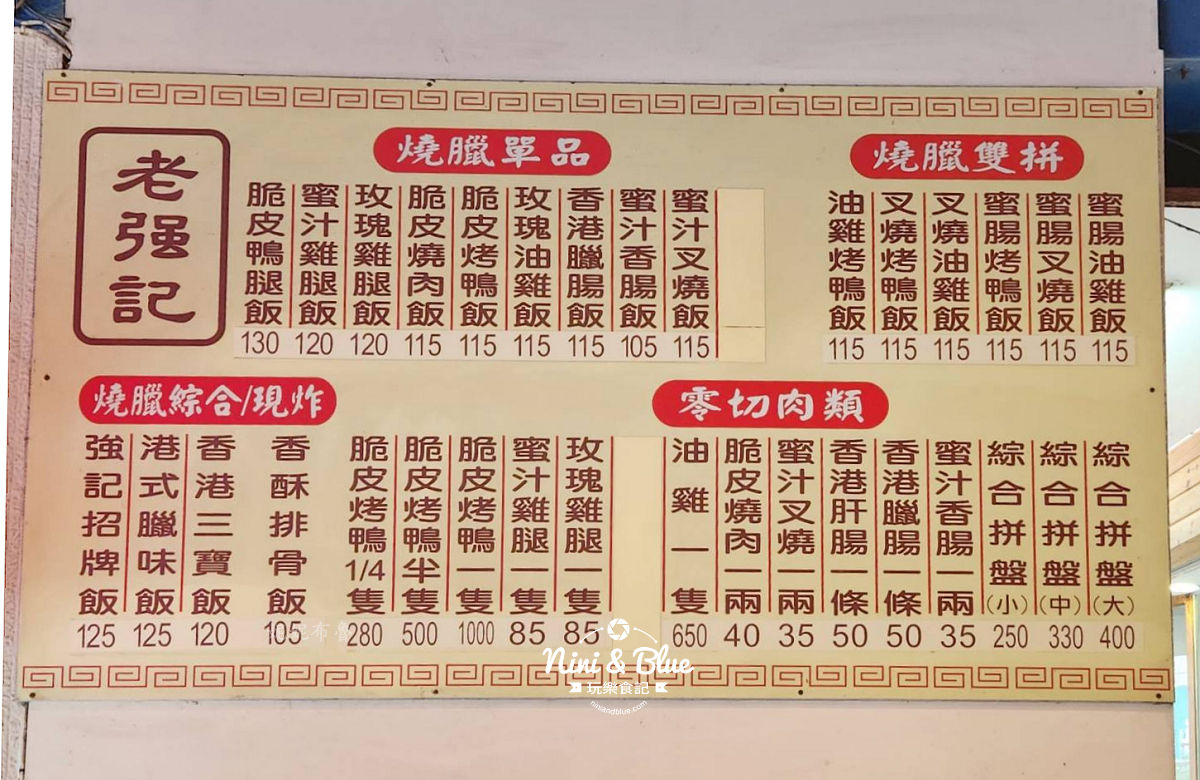 老强記
燒臘單品
脆皮鴨腿飯 130
蜜汁雞腿飯 120
玫瑰雞腿飯 120
脆皮燒肉飯 115
脆皮烤鴨飯 115
玫瑰油雞飯 115
香港臘腸飯 115
蜜汁香腸飯 105
蜜汁叉燒飯 115
燒臘雙拼
油雞烤鴨飯 115
叉燒烤鴨飯 115
叉燒油雞飯 115
蜜腸烤鴨飯 115
蜜腸叉燒飯 115
蜜腸油雞飯 115
燒臘綜合/現炸
強記招牌飯 125
港式臘味飯 125
香港三寶飯 120
香酥排骨飯 105
脆皮烤鴨1/4隻 280
脆皮烤鴨半隻 500
脆皮烤鴨一隻 1000
蜜汁雞腿一隻 85
玫瑰雞腿一隻 85
零切肉類
油雞一隻 650
脆皮燒肉一兩 40
蜜汁叉燒一兩 35
香港肝腸一條 50
香港臘腸一條 50
蜜汁香腸一兩 35
綜合拼盤(小) 250
綜合拼盤(中) 330
綜合拼盤(大) 400
Nini & Blue
玩樂食記
niniandblue.com